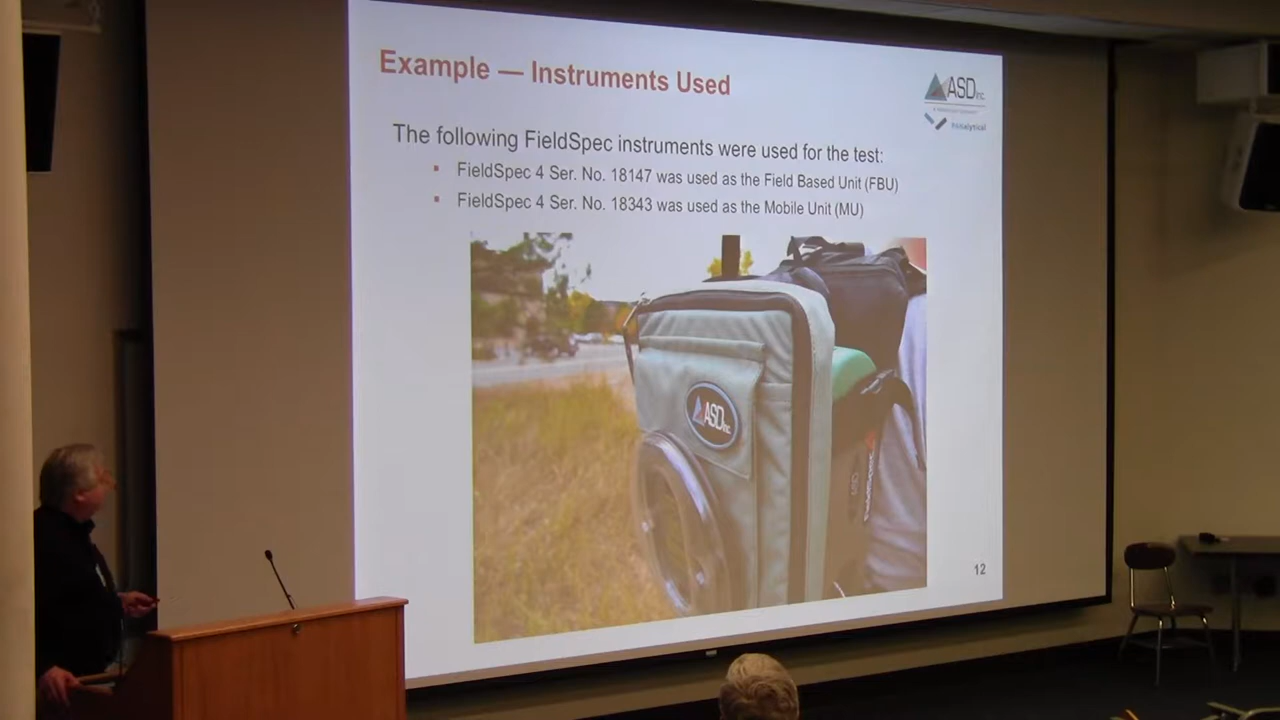 Example — Instruments Used
ASD Inc.
PANalytical
The following FieldSpec instruments were used for the test:
▪ FieldSpec 4 Ser. No. 18147 was used as the Field Based Unit (FBU)
▪ FieldSpec 4 Ser. No. 18343 was used as the Mobile Unit (MU)
ASD Inc.
12